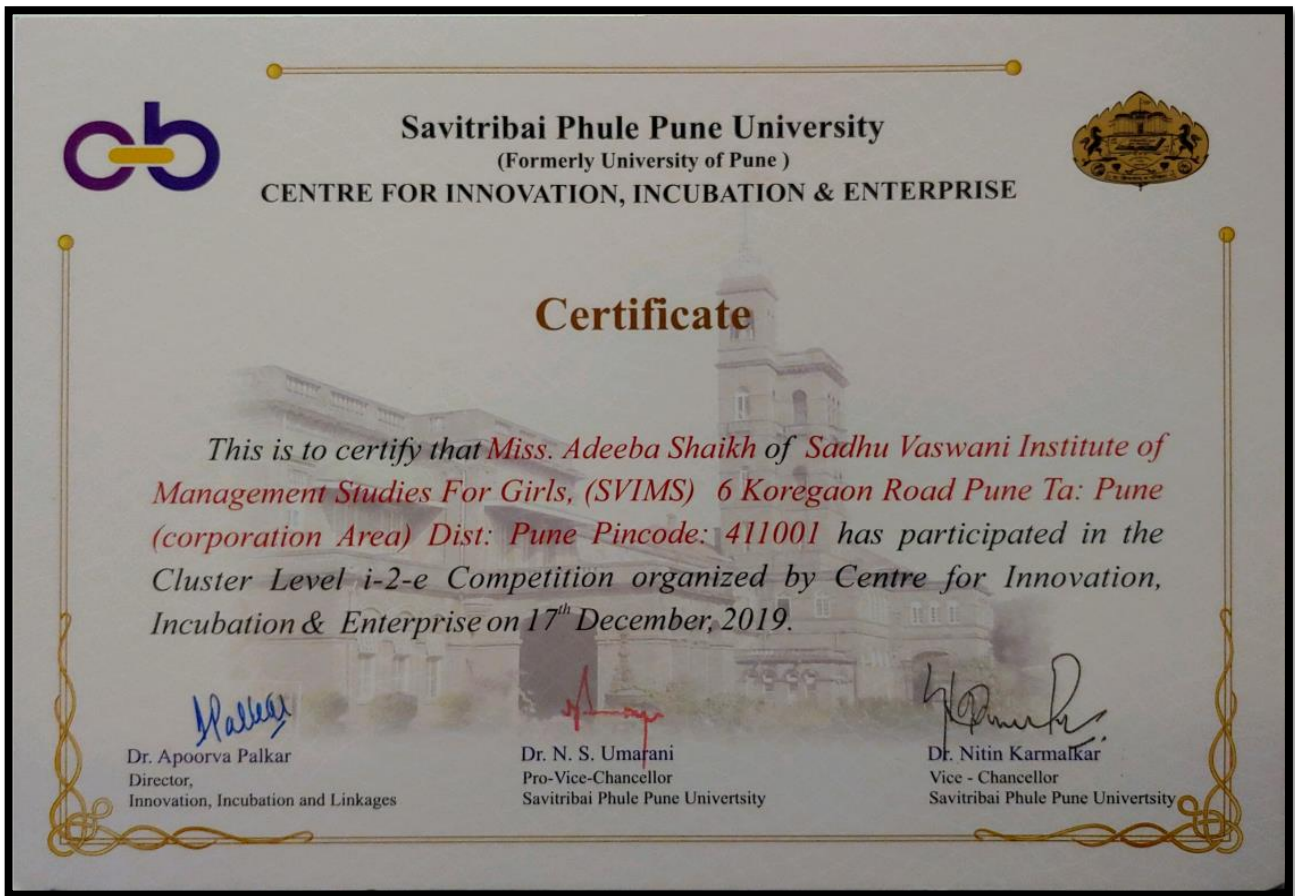 Savitribai Phule Pune University
(Formerly University of Pune )
CENTRE FOR INNOVATION, INCUBATION & ENTERPRISE
Certificate
This is to certify that Miss. Adeeba Shaikh of Sadhu Vaswani Institute of
Management Studies For Girls, (SVIMS) 6 Koregaon Road Pune Ta: Pune
(corporation Area) Dist: Pune Pincode: 411001 has participated in the
Cluster Level i-2-e Competition organized by Centre for Innovation,
Incubation & Enterprise on 17th December, 2019.
Dr. Apoorva Palkar
Director,
Innovation, Incubation and Linkages
Dr. N. S. Umarani
Pro-Vice-Chancellor
Savitribai Phule Pune Univertsity
Dr. Nitin Karmalkar
Vice - Chancellor
Savitribai Phule Pune Univertsity